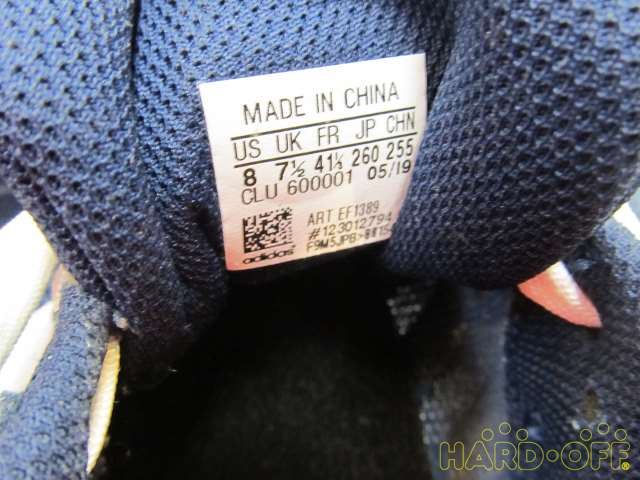 MADE IN CHINA
US UK FR JP CHN
8 7½ 41⅓ 260 255
CLU 600001 05/19
ART EF1389
#123012794
adidas
HARD·OFF